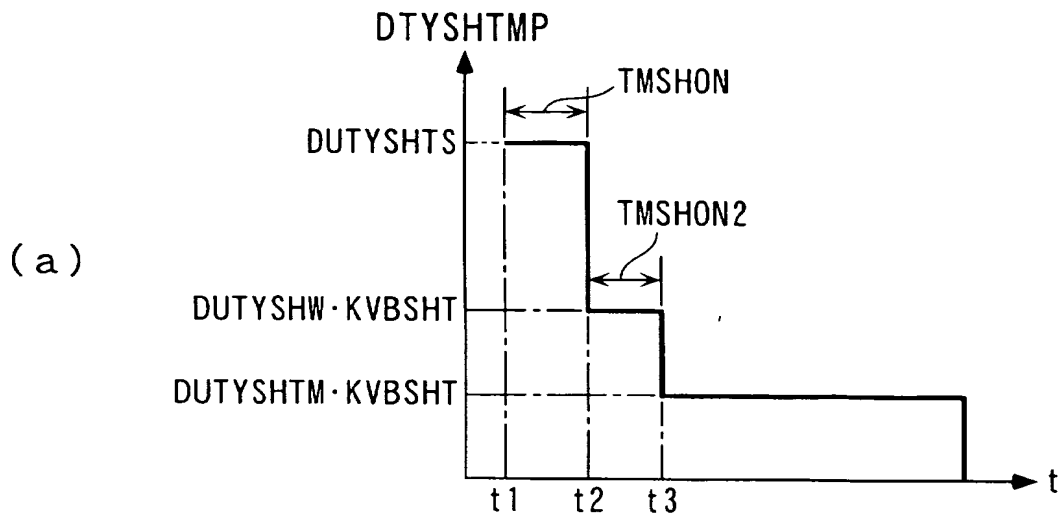 DTYSHTMP
TMSHON
DUTYSHTS
TMSHON2
(a)
DUTYSHW·KVBSHT
DUTYSHTM·KVBSHT
t
t1 t2 t3